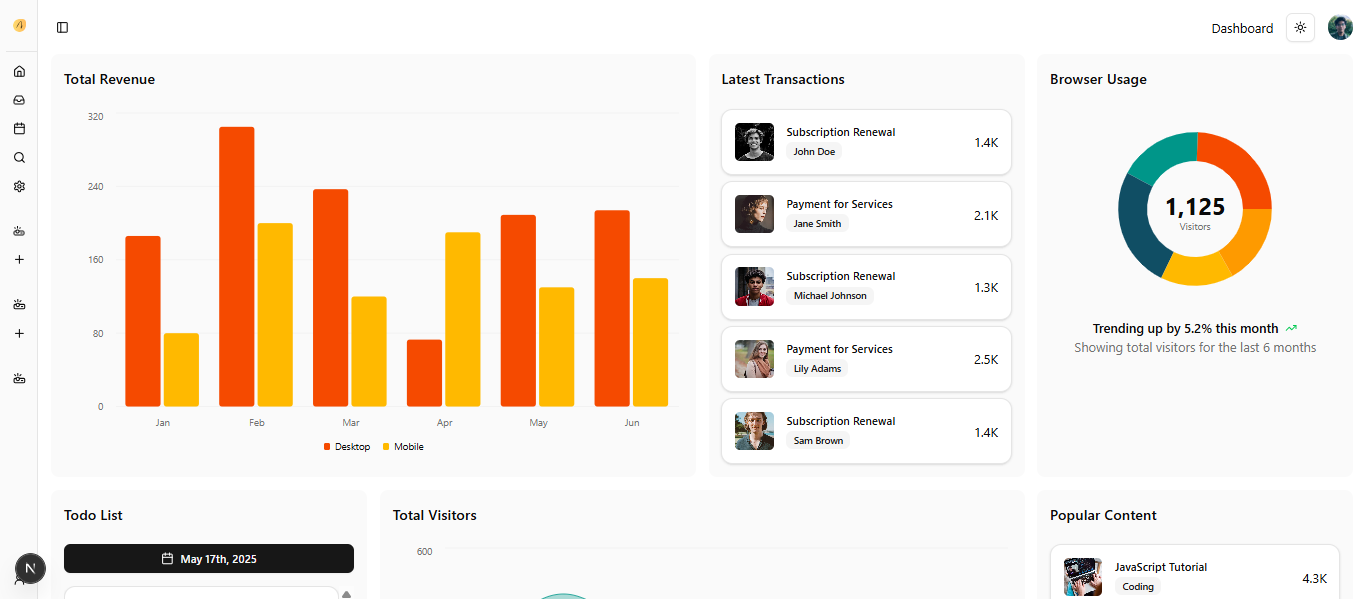 Dashboard
Total Revenue
320
240
160
80
0
Jan Feb Mar Apr May Jun
Desktop Mobile
Latest Transactions
Subscription Renewal
John Doe
1.4K
Payment for Services
Jane Smith
2.1K
Subscription Renewal
Michael Johnson
1.3K
Payment for Services
Lily Adams
2.5K
Subscription Renewal
Sam Brown
1.4K
Browser Usage
1,125
Visitors
Trending up by 5.2% this month
Showing total visitors for the last 6 months
Todo List
May 17th, 2025
Total Visitors
600
Popular Content
JavaScript Tutorial
Coding
4.3K
N